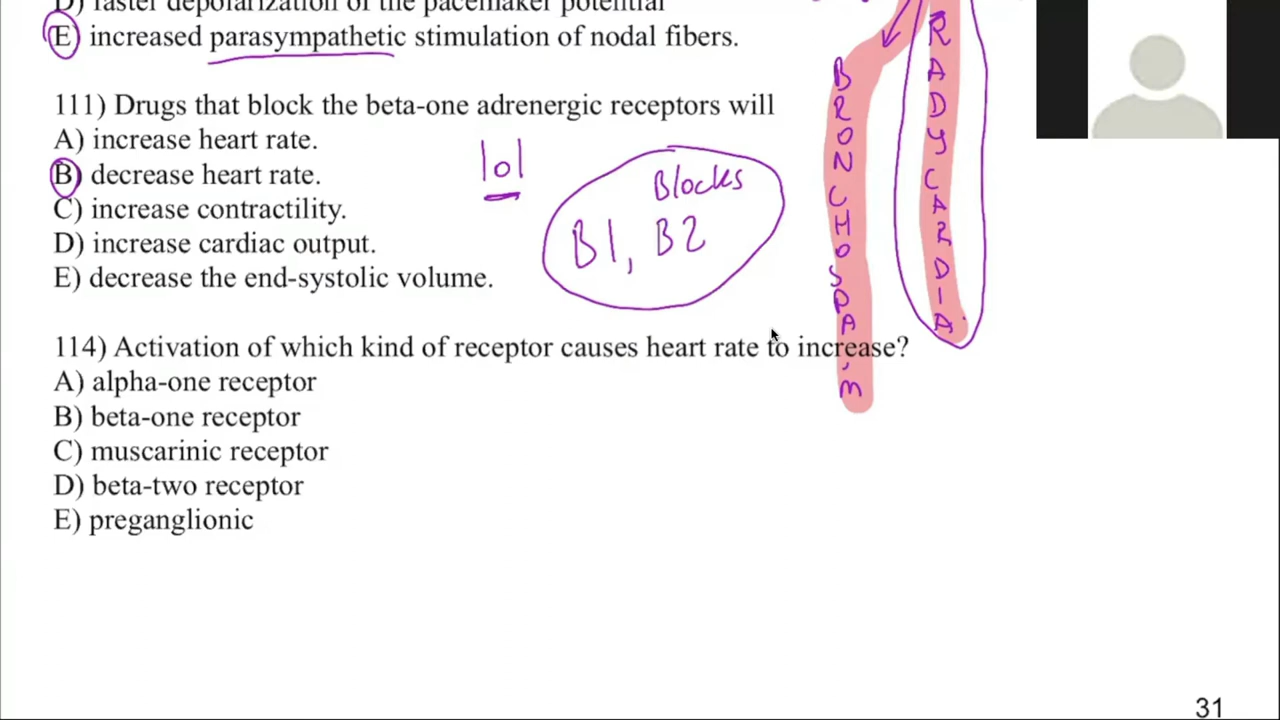 D) faster depolarization of the pacemaker potential
E) increased parasympathetic stimulation of nodal fibers.
111) Drugs that block the beta-one adrenergic receptors will
A) increase heart rate.
B) decrease heart rate.
C) increase contractility.
D) increase cardiac output.
E) decrease the end-systolic volume.
lol
Blocks
B1, B2
BRONCHOSPASM
RADYCARDIA
114) Activation of which kind of receptor causes heart rate to increase?
A) alpha-one receptor
B) beta-one receptor
C) muscarinic receptor
D) beta-two receptor
E) preganglionic
31